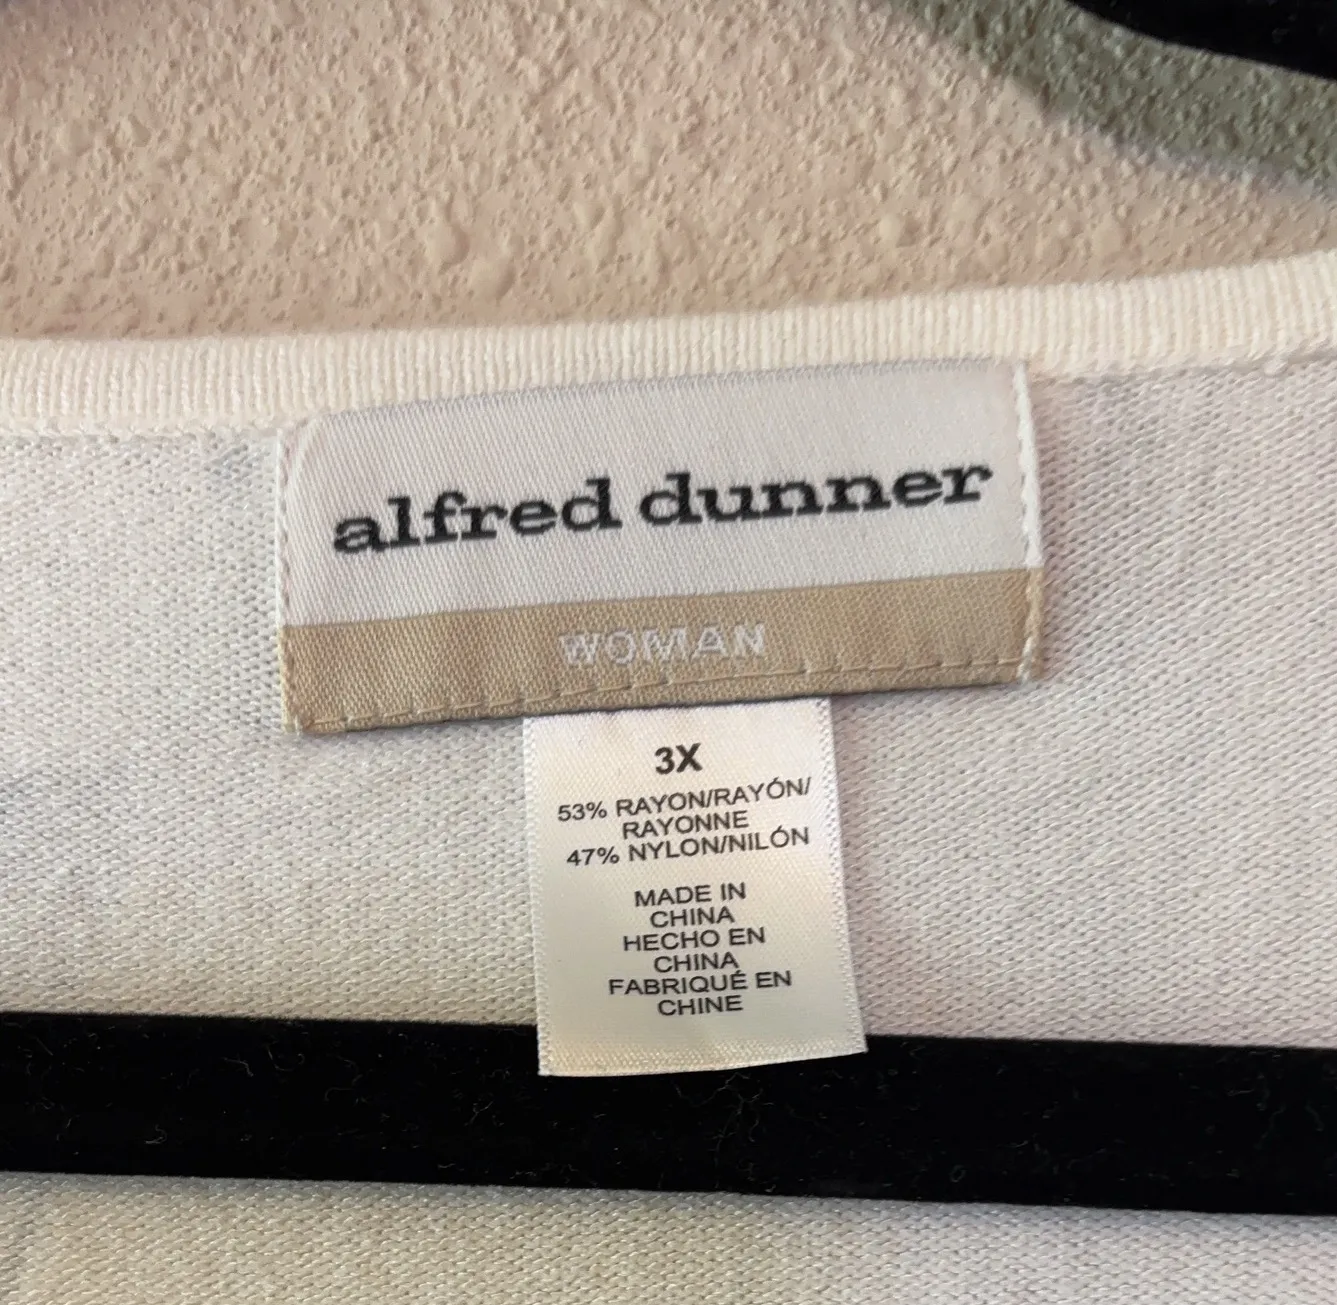 alfred dunner
WOMAN
3X
53% RAYON/RAYÓN/
RAYONNE
47% NYLON/NILÓN
MADE IN
CHINA
HECHO EN
CHINA
FABRIQUÉ EN
CHINE